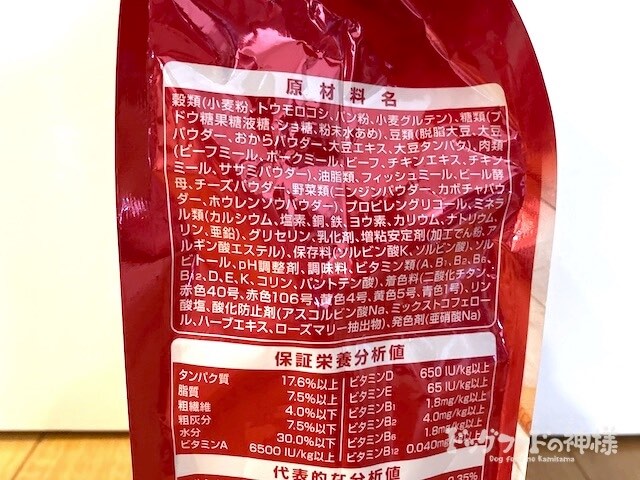 原材料名
穀類(小麦粉、トウモロコシ、パン粉、小麦グルテン)、糖類(ブ
ドウ糖果糖液糖、ショ糖、粉末水あめ)、豆類(脱脂大豆、大豆
パウダー、おからパウダー、大豆エキス、大豆タンパク)、肉類
(ビーフミール、ポークミール、ビーフ、チキンエキス、チキン
ミール、ササミパウダー)、油脂類、フィッシュミール、ビール酵
母、チーズパウダー、野菜類(ニンジンパウダー、カボチャパウ
ダー、ホウレンソウパウダー)、プロピレングリコール、ミネラ
ル類(カルシウム、塩素、銅、鉄、ヨウ素、カリウム、ナトリウム、
リン、亜鉛)、グリセリン、乳化剤、増粘安定剤(加工でん粉、ア
ルギン酸エステル)、保存料(ソルビン酸K、ソルビン酸)、ソル
ビトール、pH調整剤、調味料、ビタミン類(A、B1、B2、B6、
B12、D、E、K、コリン、パントテン酸)、着色料(二酸化チタン、
赤色40号、赤色106号、黄色4号、黄色5号、青色1号)、リン
酸塩、酸化防止剤(アスコルビン酸Na、ミックストコフェロー
ル、ハーブエキス、ローズマリー抽出物)、発色剤(亜硝酸Na)
保証栄養分析値
タンパク質 17.6%以上 ビタミンD 650 IU/kg以上
脂質 7.5%以上 ビタミンE 65 IU/kg以上
粗繊維 4.0%以下 ビタミンB1 1.8mg/kg以上
粗灰分 7.5%以下 ビタミンB2 4.0mg/kg以上
水分 30.0%以下 ビタミンB6 1.8mg/kg以上
ビタミンA 6500 IU/kg以上 ビタミンB12 0.040mg/kg以上
ドッグフードの神様
Dog food no Kamisama
代表的な分析値
0.35%